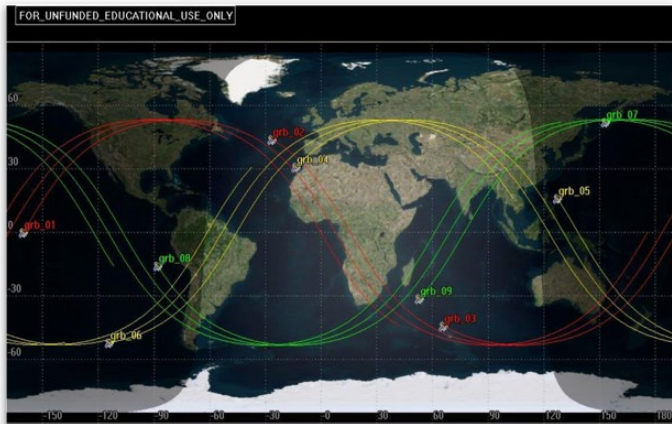 FOR_UNFUNDED_EDUCATIONAL_USE_ONLY
60
grb_07
grb_02
grb_04
30
grb_05
0
grb_01
grb_08
-30
grb_09
grb_03
grb_06
-60
-150 -120 -90 -60 -30 -0 30 60 90 120 150 180